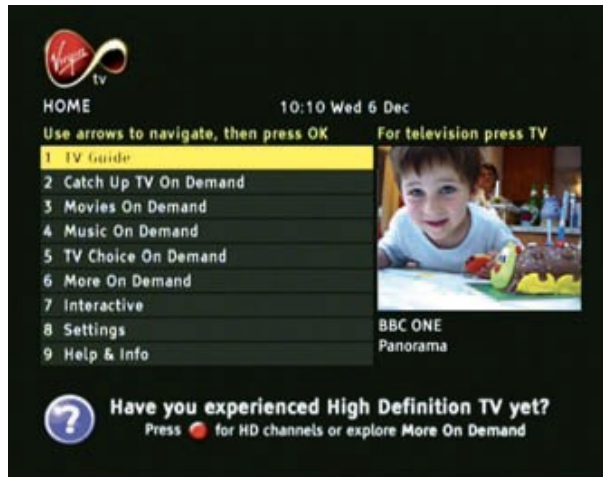 Virgin
tv
HOME 10:10 Wed 6 Dec
Use arrows to navigate, then press OK For television press TV
1 TV Guide
2 Catch Up TV On Demand
3 Movies On Demand
4 Music On Demand
5 TV Choice On Demand
6 More On Demand
7 Interactive
8 Settings
9 Help & Info
BBC ONE
Panorama
? Have you experienced High Definition TV yet?
Press for HD channels or explore More On Demand